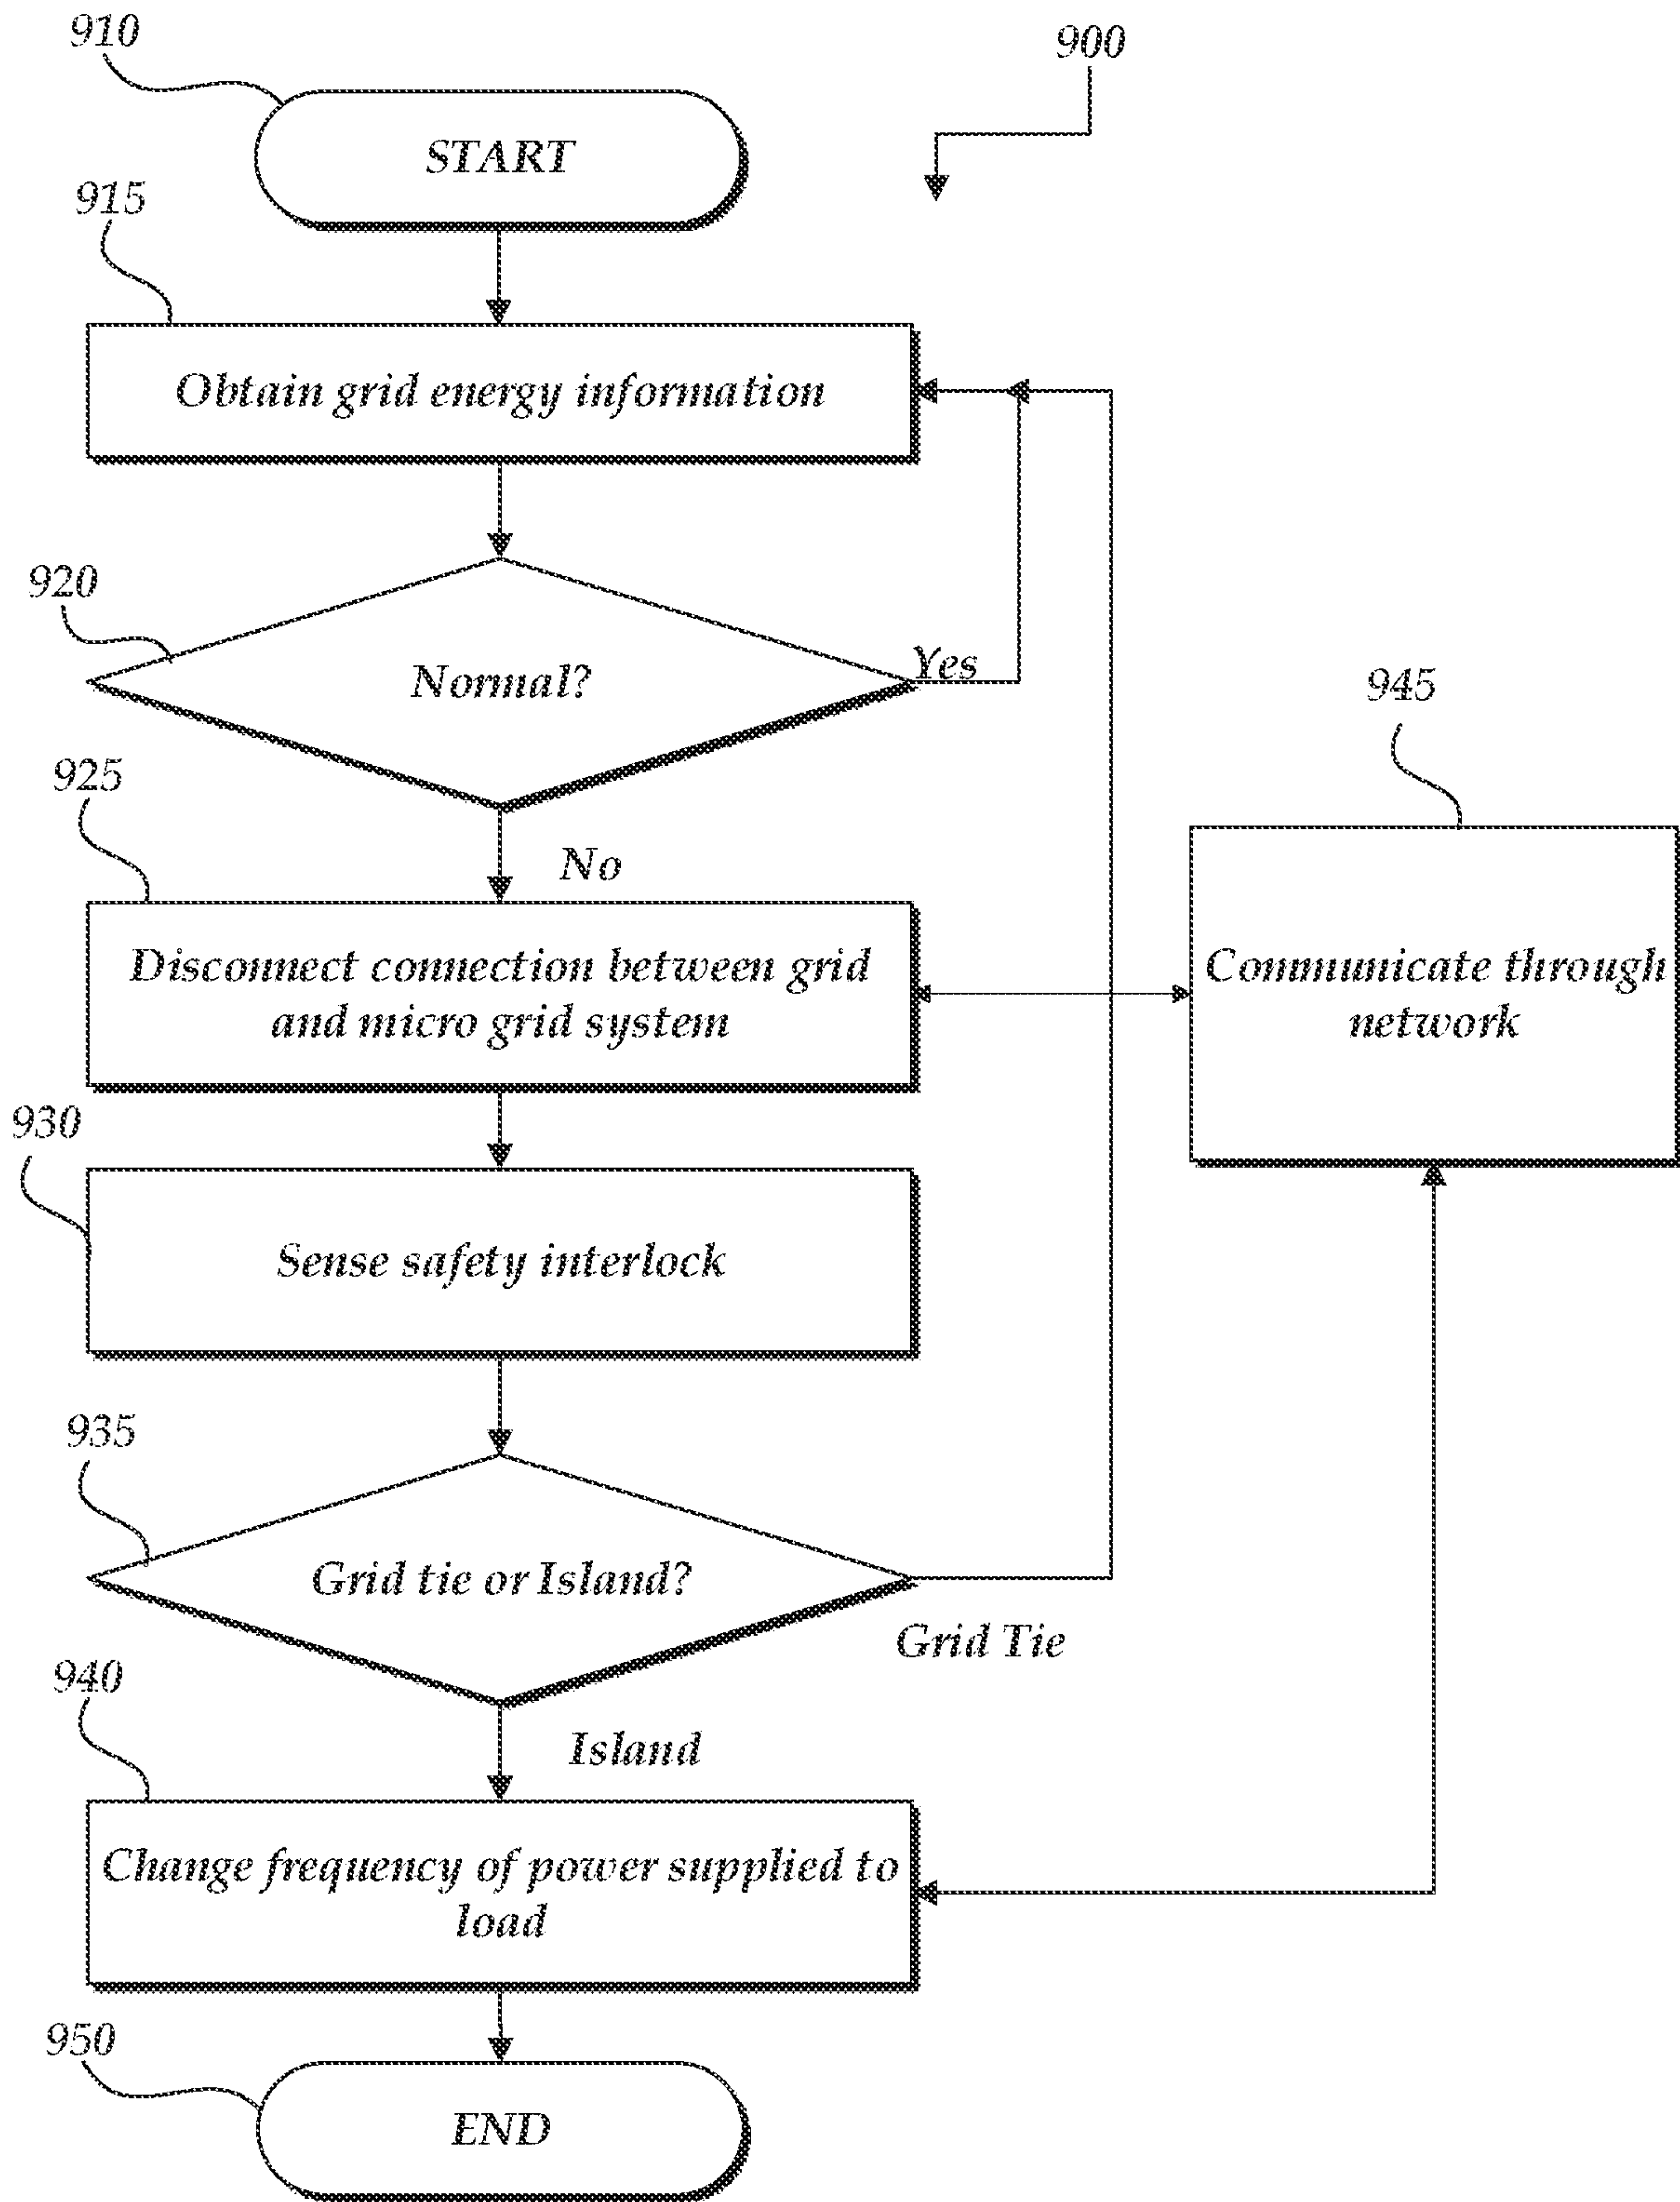 910
900
START
915
Obtain grid energy information
920
Normal?
Yes
945
925
No
Disconnect connection between grid
and micro grid system
Communicate through
network
930
Sense safety interlock
935
Grid tie or Island?
Grid Tie
940
Island
Change frequency of power supplied to
load
950
END